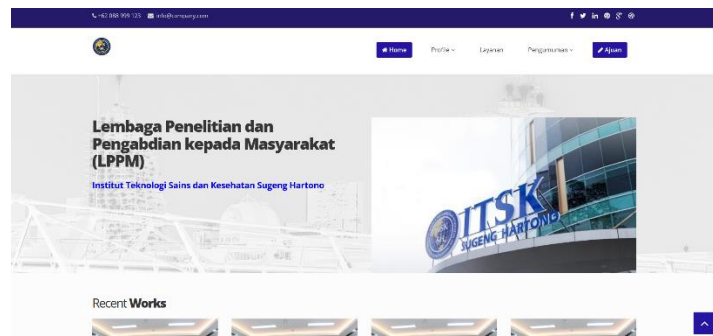 +62 088 999 123 info@company.com
Home Profile Layanan Pengumuman Ajuan
Lembaga Penelitian dan
Pengabdian kepada Masyarakat
(LPPM)
Institut Teknologi Sains dan Kesehatan Sugeng Hartono
ITSK
SUGENG HARTONO
Recent Works